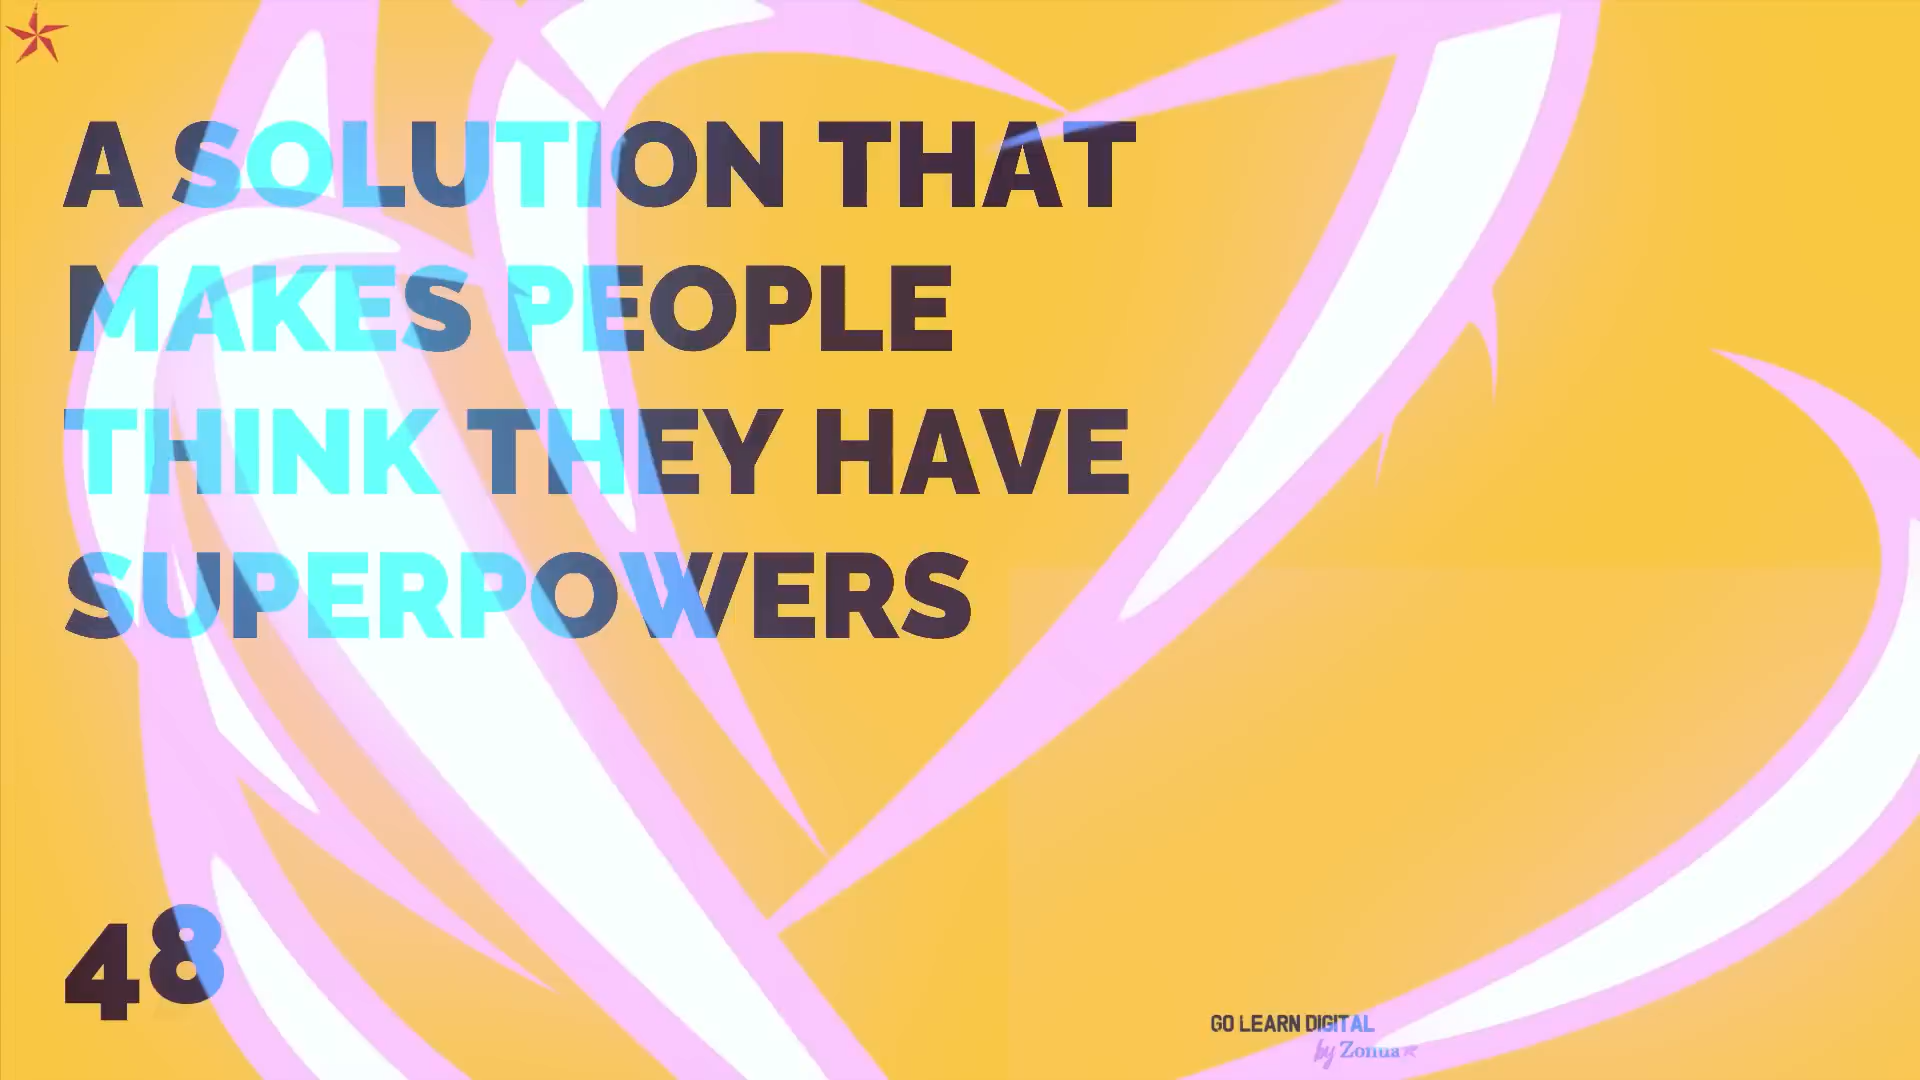 A SOLUTION THAT
MAKES PEOPLE
THINK THEY HAVE
SUPERPOWERS
48
GO LEARN DIGITAL
by Zonua